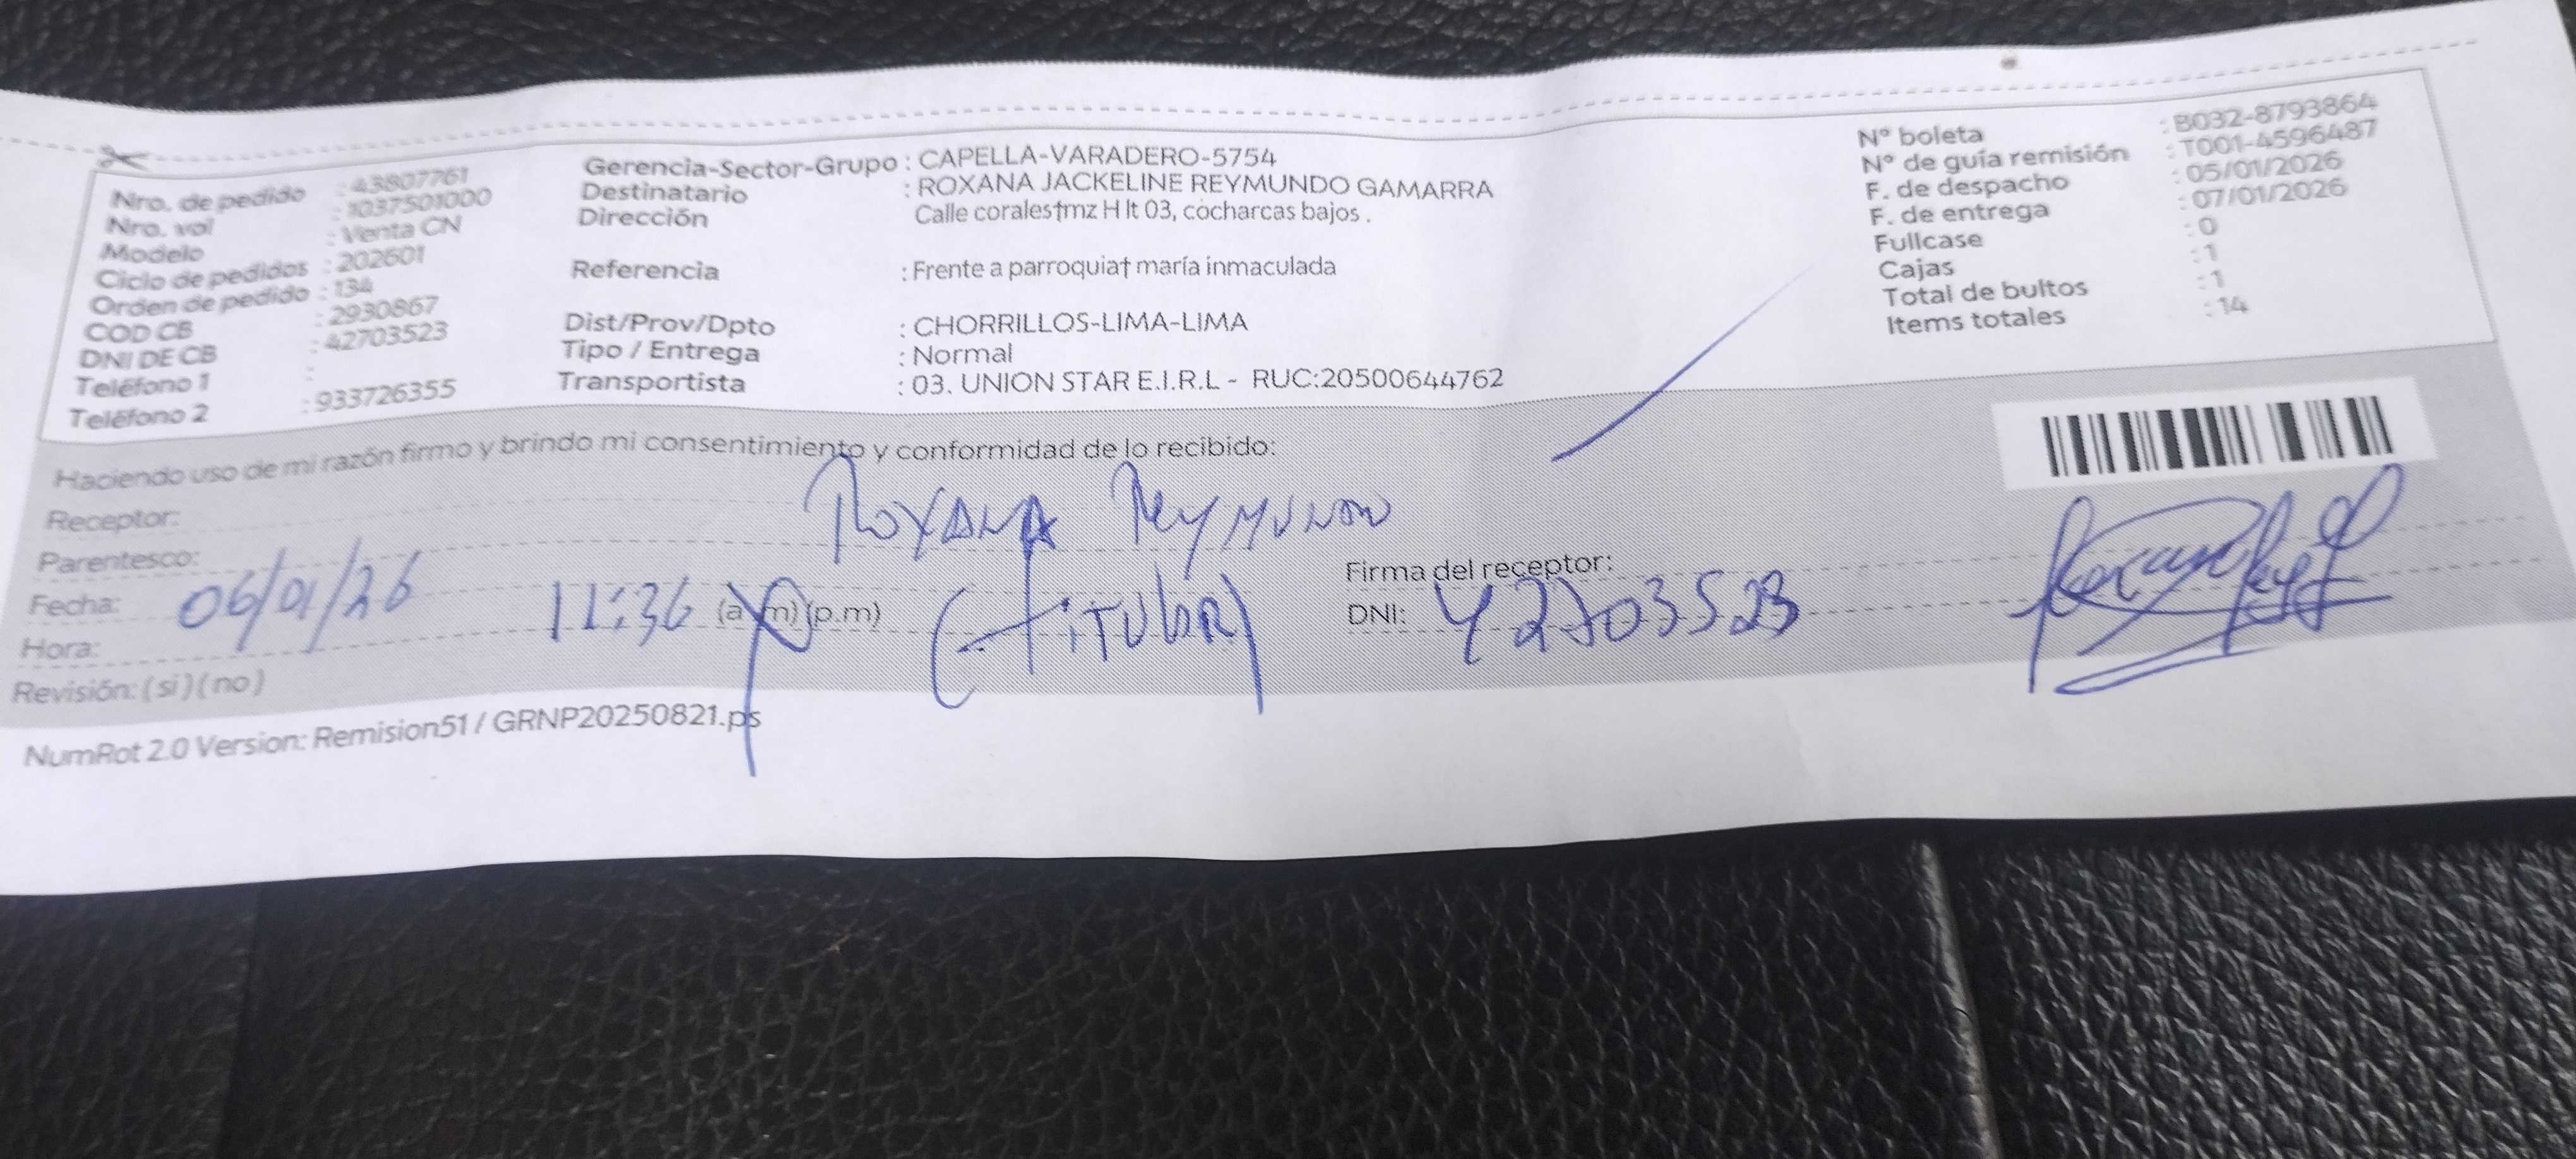 Nro. de pedido : 43807761
Nro. vol : 1037501000
Modelo : Venta CN
Ciclo de pedidos : 202601
Orden de pedido : 134
COD CB : 2930867
DNI DE CB : 42703523
Teléfono 1 :
Teléfono 2 : 933726355
Gerencia-Sector-Grupo : CAPELLA-VARADERO-5754
Destinatario : ROXANA JACKELINE REYMUNDO GAMARRA
Dirección Calle corales†mz H lt 03, cocharcas bajos .
Referencia : Frente a parroquia† maría inmaculada
Dist/Prov/Dpto : CHORRILLOS-LIMA-LIMA
Tipo / Entrega : Normal
Transportista : 03. UNION STAR E.I.R.L - RUC:20500644762
Nº boleta : B032-8793864
Nº de guía remisión : T001-4596487
F. de despacho : 05/01/2026
F. de entrega : 07/01/2026
Fullcase : 0
Cajas : 1
Total de bultos : 1
Items totales : 14
Haciendo uso de mi razón firmo y brindo mi consentimiento y conformidad de lo recibido:
Receptor: Roxana Reymundo
Parentesco: (Titular)
Fecha: 06/01/26
Hora: 11:36 (a.m) (p.m)
Firma del receptor:
DNI: 42703523
Revisión: (si) (no)
NumRot 2.0 Version: Remision51 / GRNP20250821.ps